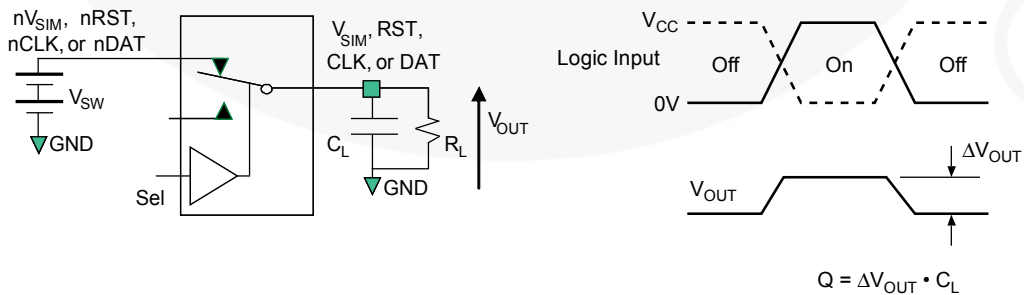 nV_SIM, nRST,
nCLK, or nDAT
V_SW
GND
Sel
V_SIM, RST,
CLK, or DAT
C_L
R_L
GND
V_OUT
V_CC
Logic Input
Off
On
Off
0V
V_OUT
ΔV_OUT
Q = ΔV_OUT • C_L